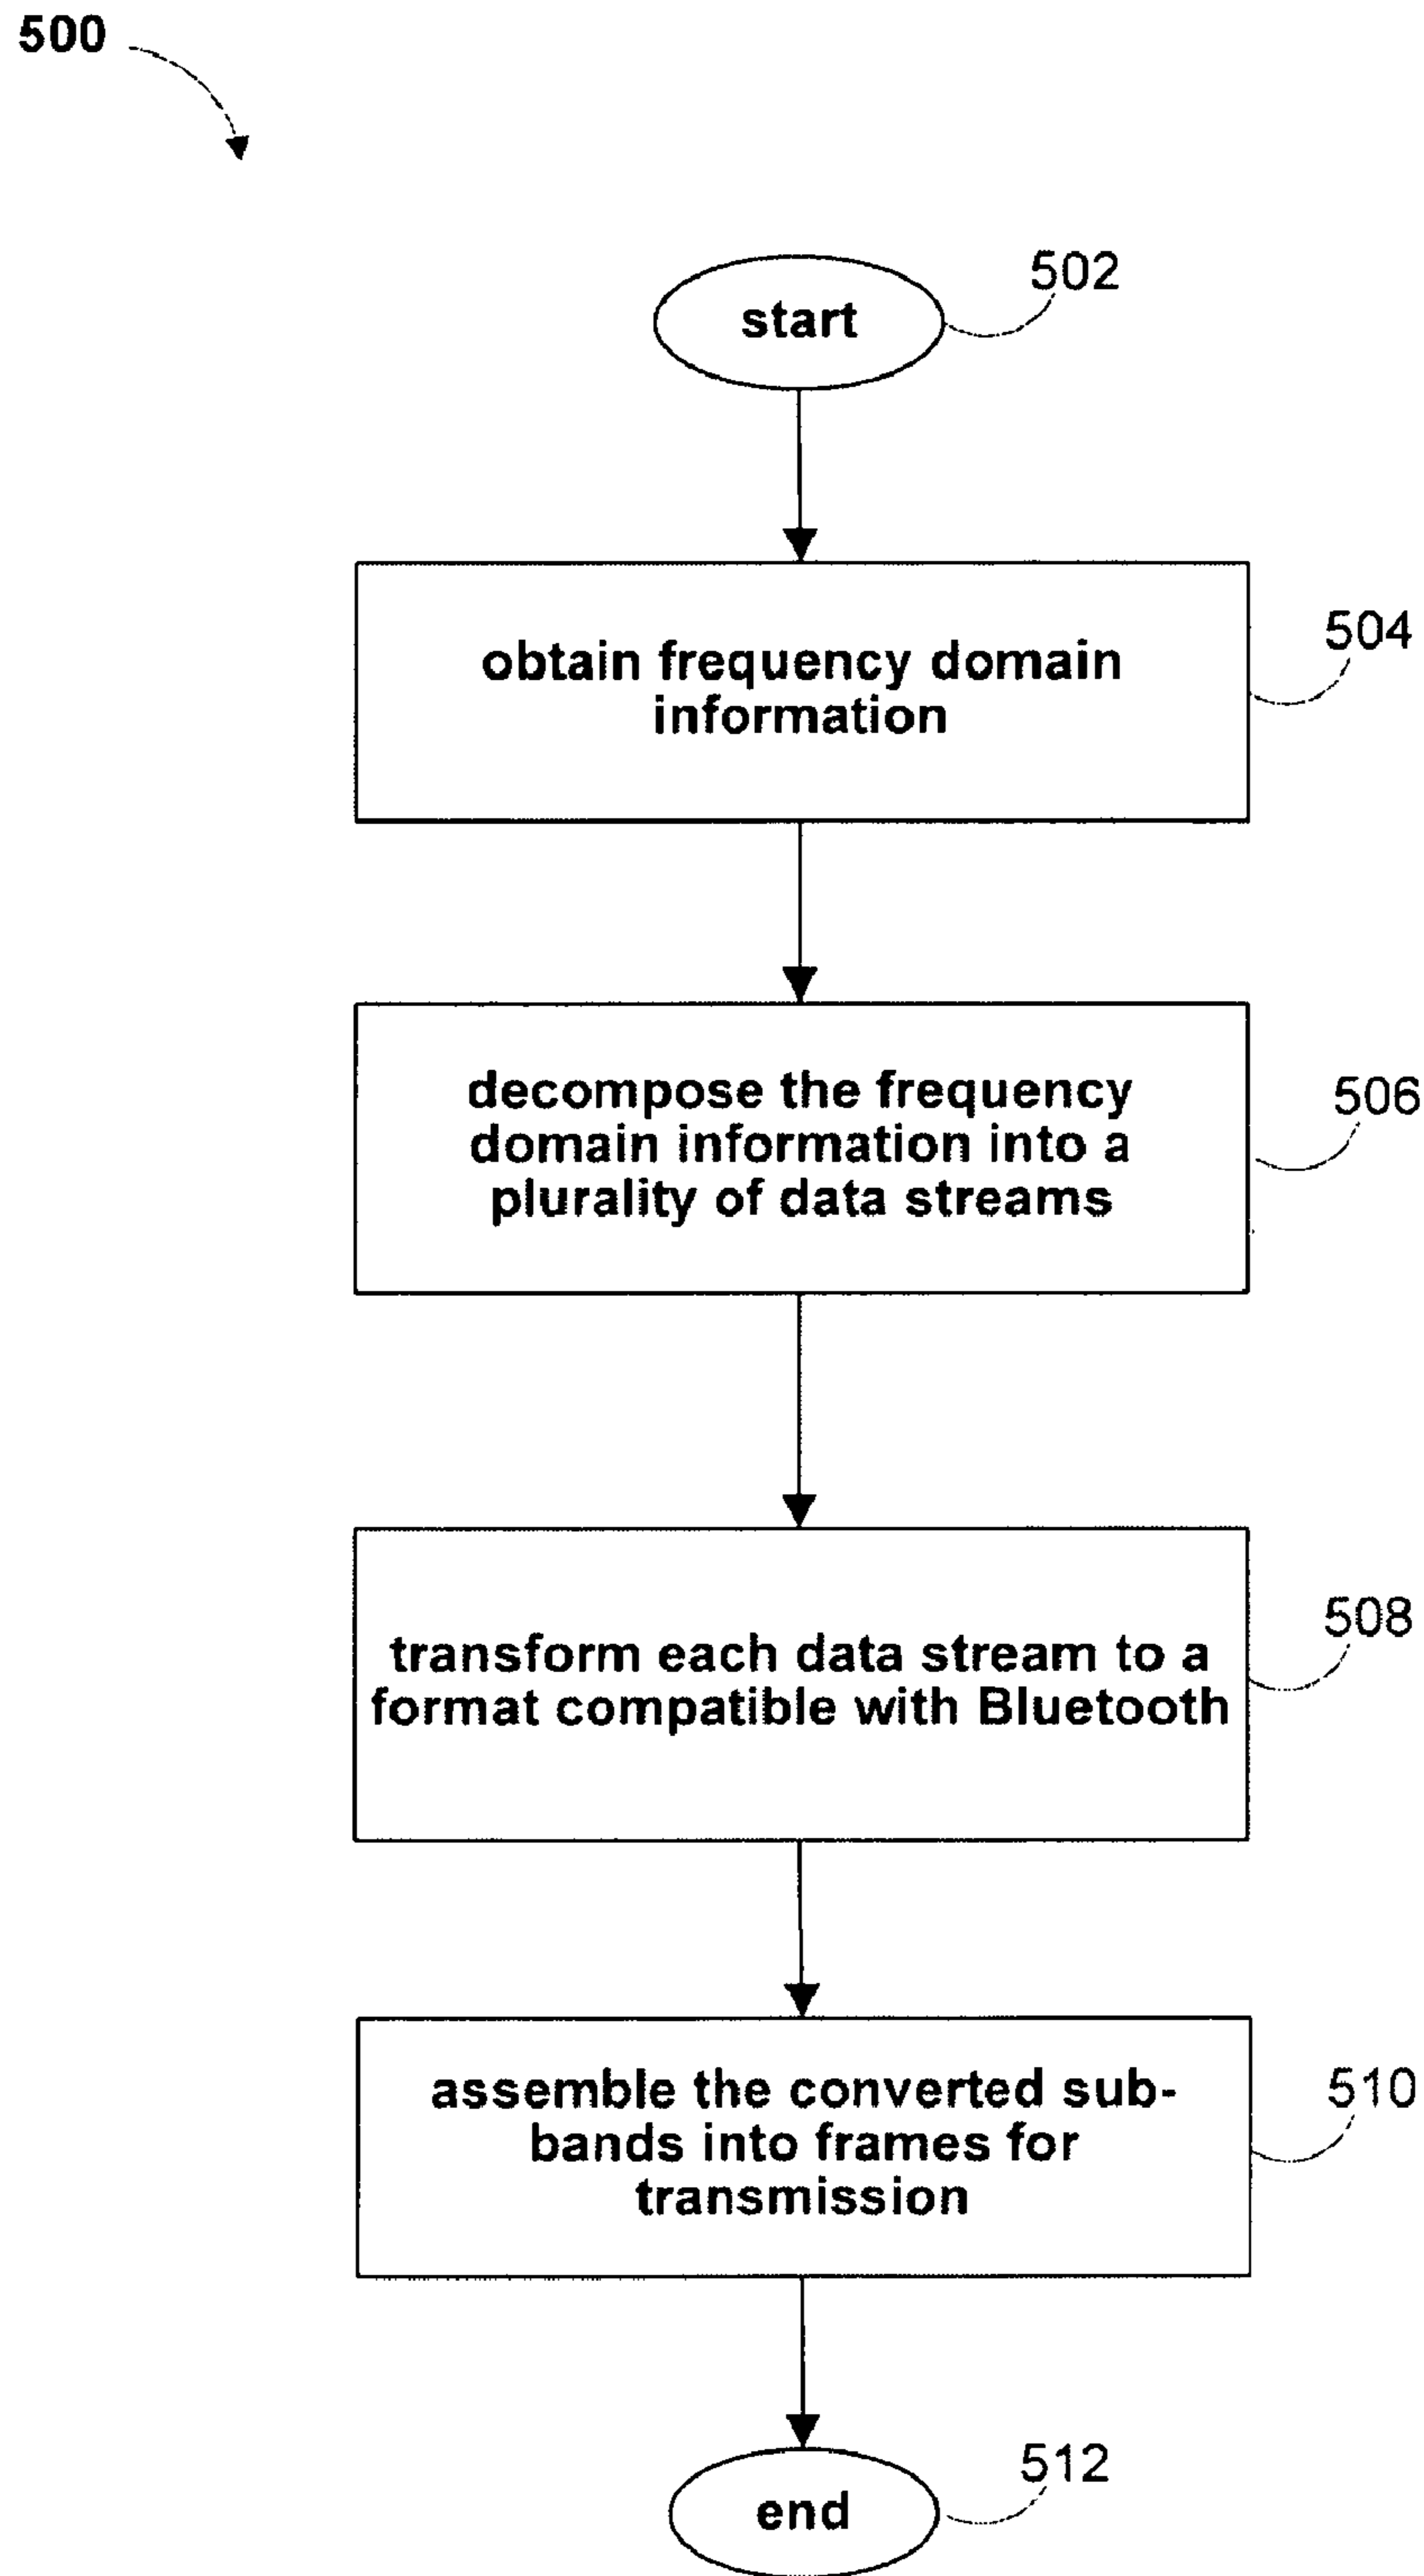 500
start
502
obtain frequency domain
information
504
decompose the frequency
domain information into a
plurality of data streams
506
transform each data stream to a
format compatible with Bluetooth
508
assemble the converted sub-
bands into frames for
transmission
510
end
512